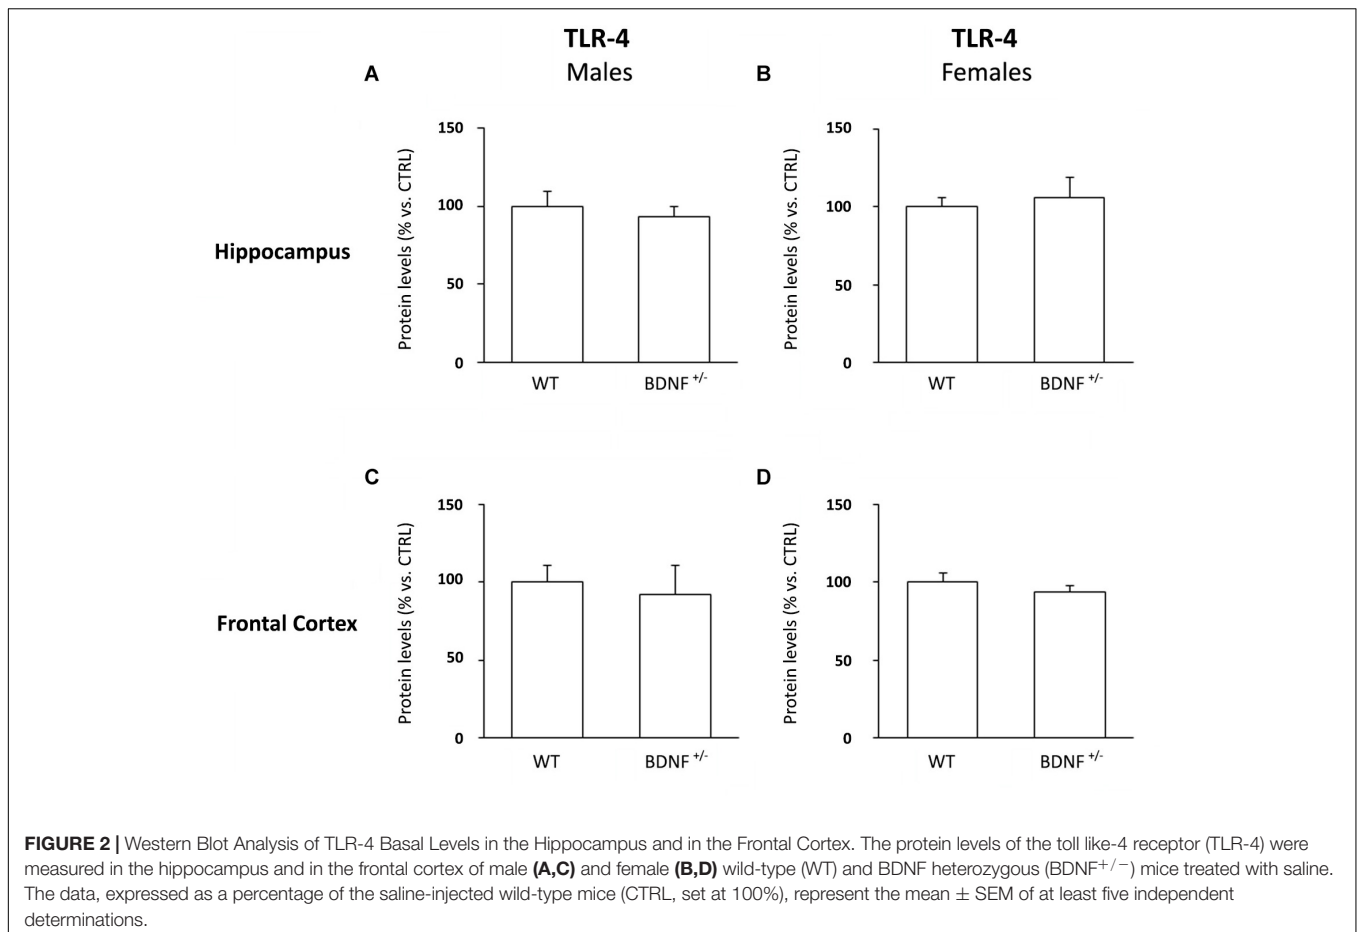 TLR-4
Males
TLR-4
Females
A
B
Hippocampus
Protein levels (% vs. CTRL)
150
100
50
0
WT
BDNF +/-
Protein levels (% vs. CTRL)
150
100
50
0
WT
BDNF +/-
C
D
Frontal Cortex
Protein levels (% vs. CTRL)
150
100
50
0
WT
BDNF +/-
Protein levels (% vs. CTRL)
150
100
50
0
WT
BDNF +/-
FIGURE 2 | Western Blot Analysis of TLR-4 Basal Levels in the Hippocampus and in the Frontal Cortex. The protein levels of the toll like-4 receptor (TLR-4) were
measured in the hippocampus and in the frontal cortex of male (A,C) and female (B,D) wild-type (WT) and BDNF heterozygous (BDNF+/−) mice treated with saline.
The data, expressed as a percentage of the saline-injected wild-type mice (CTRL, set at 100%), represent the mean ± SEM of at least five independent
determinations.